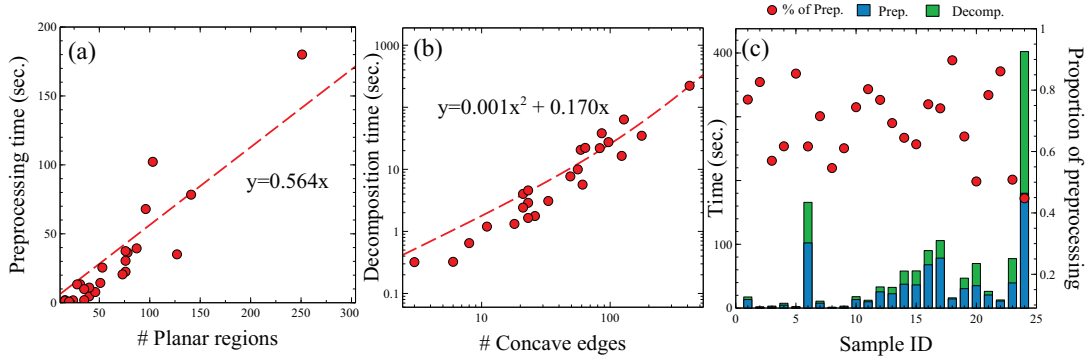 % of Prep. Prep. Decomp.
(a)
y=0.564x
Preprocessing time (sec.)
200
150
100
50
0
50 100 150 200 250 300
# Planar regions
(b)
y=0.001x² + 0.170x
Decomposition time (sec.)
1000
100
10
1
0.1
10 100
# Concave edges
(c)
Time (sec.)
400
100
0
0 5 10 15 20 25
Sample ID
1
0.8
0.6
0.4
0.2
Proportion of preprocessing